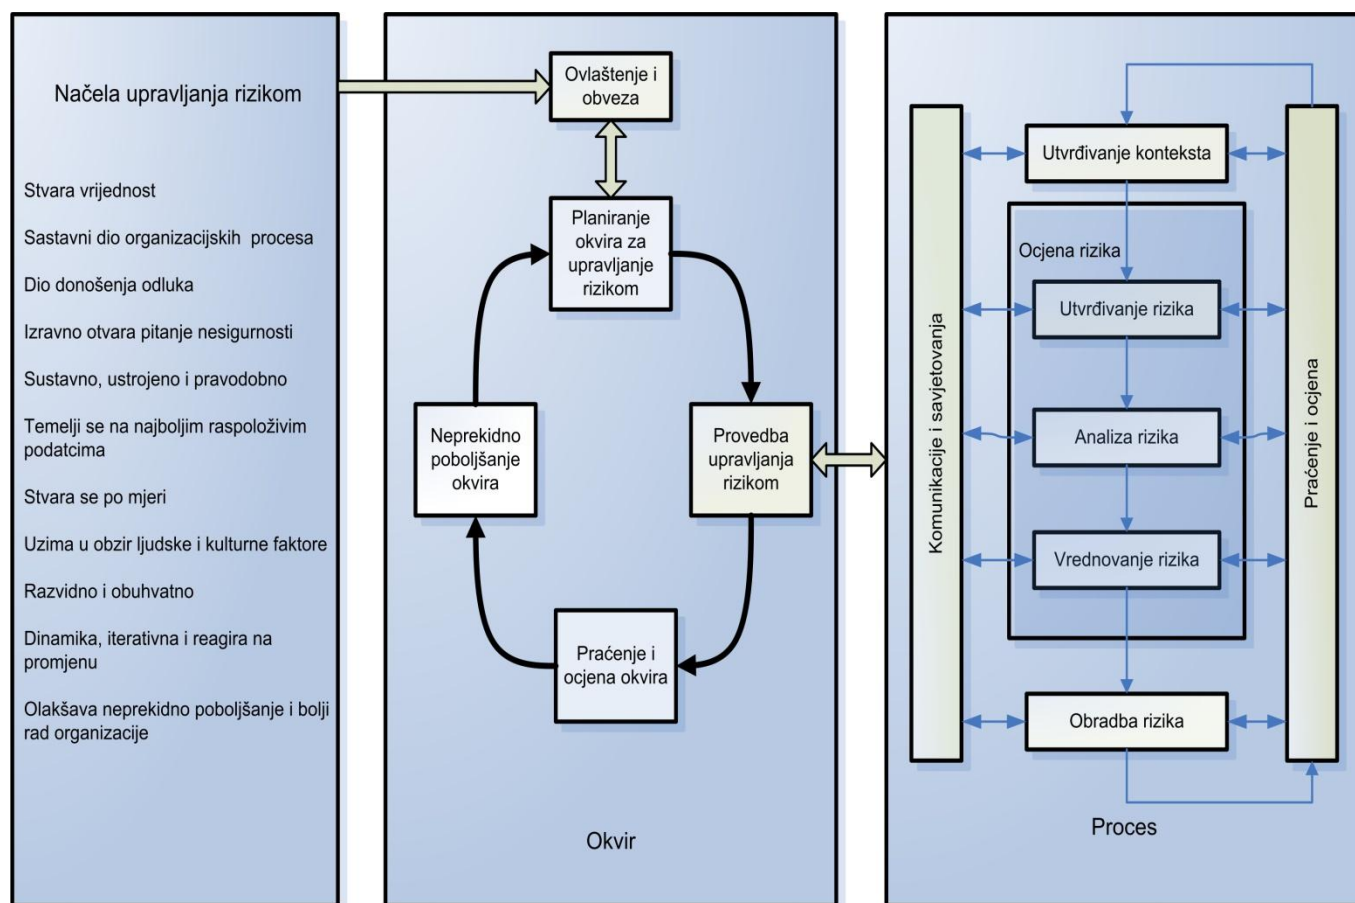 Načela upravljanja rizikom
Stvara vrijednost
Sastavni dio organizacijskih procesa
Dio donošenja odluka
Izravno otvara pitanje nesigurnosti
Sustavno, ustrojeno i pravodobno
Temelji se na najboljim raspoloživim
podatcima
Stvara se po mjeri
Uzima u obzir ljudske i kulturne faktore
Razvidno i obuhvatno
Dinamika, iterativna i reagira na
promjenu
Olakšava neprekidno poboljšanje i bolji
rad organizacije
Ovlaštenje i
obveza
Planiranje
okvira za
upravljanje
rizikom
Neprekidno
poboljšanje
okvira
Provedba
upravljanja
rizikom
Praćenje i
ocjena okvira
Okvir
Komunikacije i savjetovanja
Utvrđivanje konteksta
Ocjena rizika
Utvrđivanje rizika
Analiza rizika
Vrednovanje rizika
Obradba rizika
Praćenje i ocjena
Proces